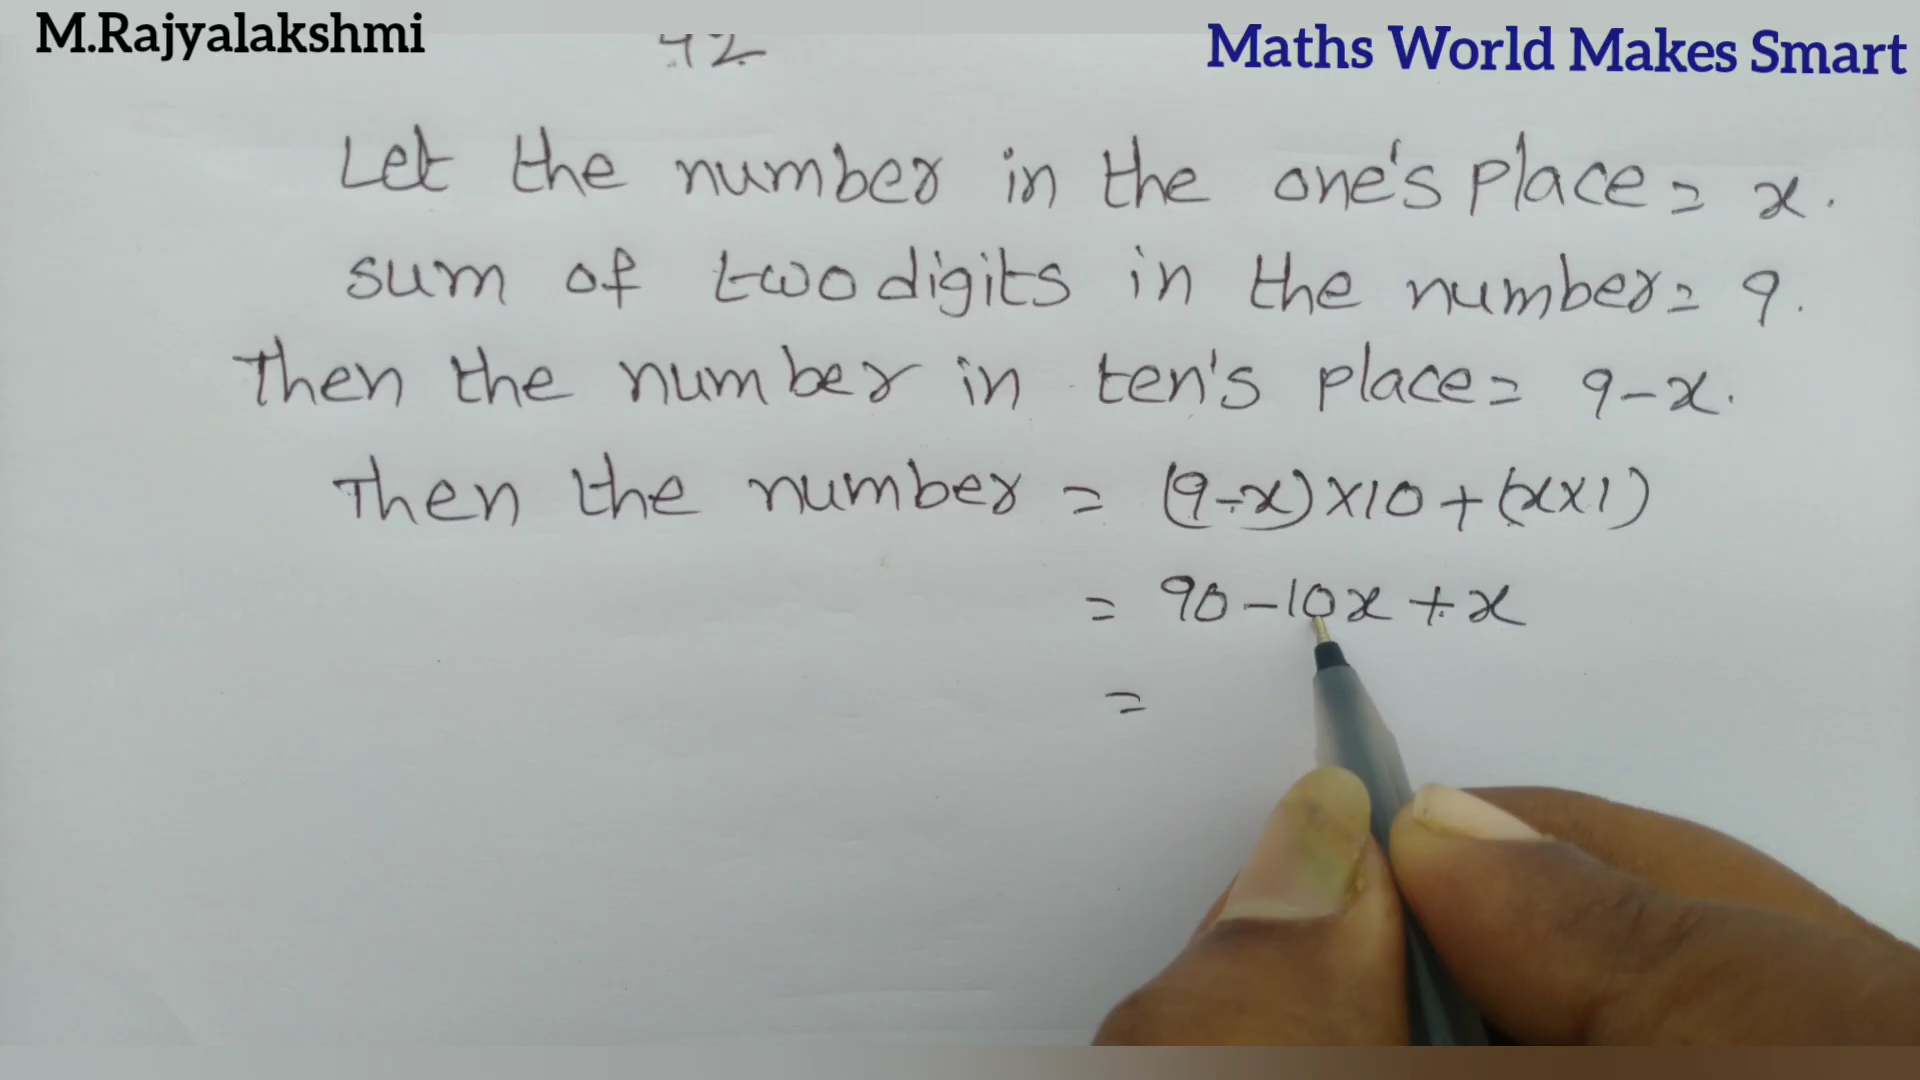 M.Rajyalakshmi
Maths World Makes Smart
42
Let the number in the one's place = x.
sum of two digits in the number = 9.
Then the number in ten's place = 9-x.
Then the number = (9-x)×10+(x×1)
= 90-10x+x
=